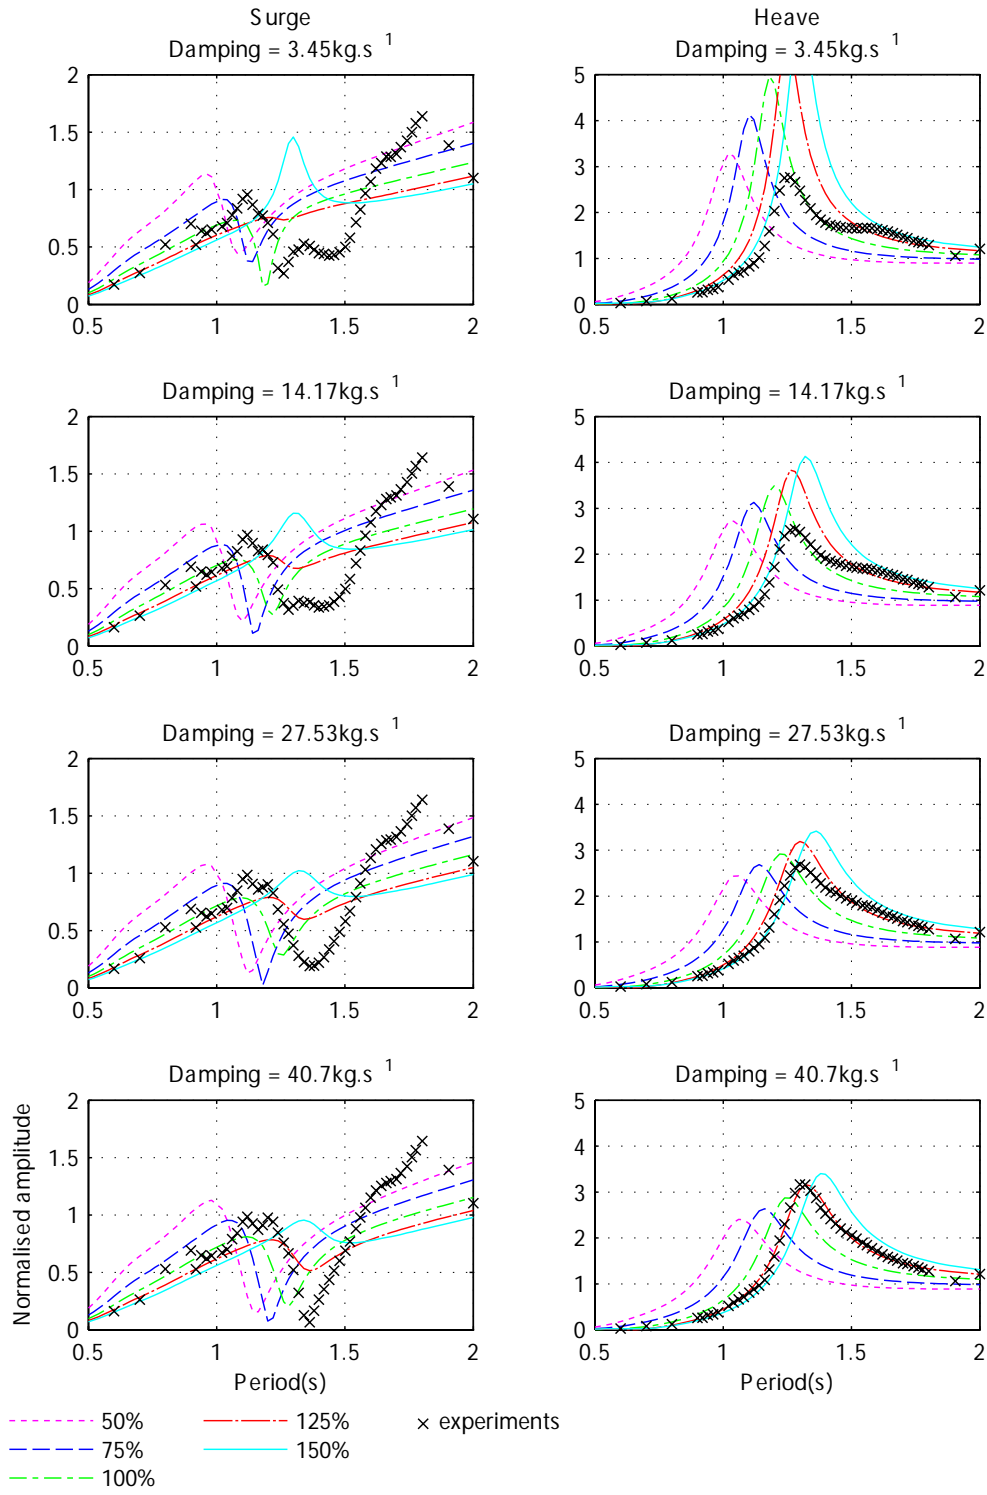 Surge
Damping = 3.45kg.s 1
2
1.5
1
0.5
0
0.5 1 1.5 2
Heave
Damping = 3.45kg.s 1
5
4
3
2
1
0
0.5 1 1.5 2
Damping = 14.17kg.s 1
2
1.5
1
0.5
0
0.5 1 1.5 2
Damping = 14.17kg.s 1
5
4
3
2
1
0
0.5 1 1.5 2
Damping = 27.53kg.s 1
2
1.5
1
0.5
0
0.5 1 1.5 2
Damping = 27.53kg.s 1
5
4
3
2
1
0
0.5 1 1.5 2
Damping = 40.7kg.s 1
Normalised amplitude
2
1.5
1
0.5
0
0.5 1 1.5 2
Period(s)
Damping = 40.7kg.s 1
5
4
3
2
1
0
0.5 1 1.5 2
Period(s)
50%
75%
100%
125%
150%
experiments